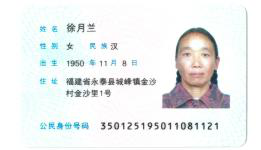 姓名 徐月兰
性别 女 民族 汉
出生 1950 年 11 月 8 日
住址 福建省永泰县城峰镇金沙
村金沙里1号
公民身份号码 350125195011081121